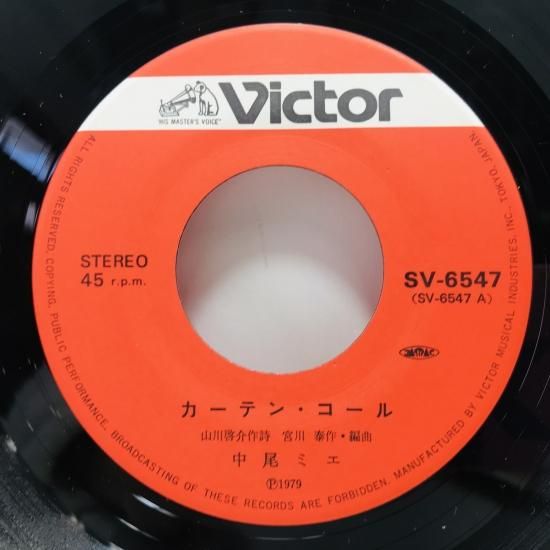 Victor
"HIS MASTER'S VOICE"
STEREO
45 r.p.m.
SV-6547
(SV-6547 A)
JASRAC
カーテン・コール
山川啓介作詩 宮川 泰作・編曲
中尾ミエ
Ⓟ1979
ALL RIGHTS RESERVED. COPYING, PUBLIC PERFORMANCE, BROADCASTING OF THESE RECORDS ARE FORBIDDEN. MANUFACTURED BY VICTOR MUSICAL INDUSTRIES, INC., TOKYO, JAPAN